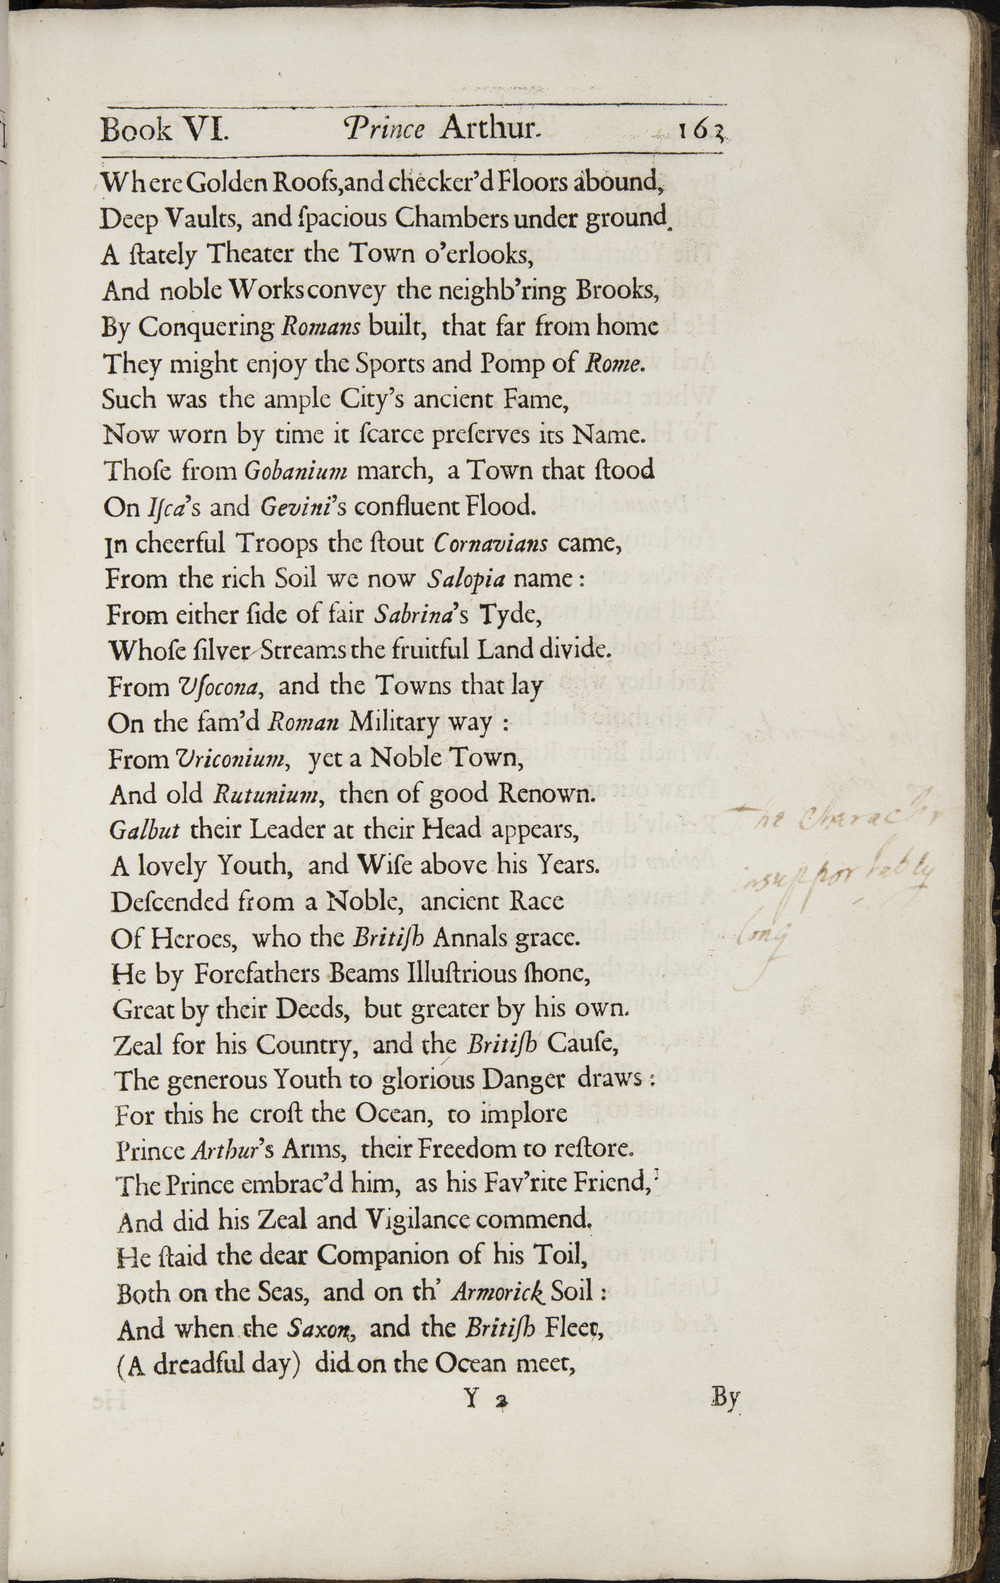 Book VI. Prince Arthur. 163
Where Golden Roofs, and checker'd Floors abound,
Deep Vaults, and ſpacious Chambers under ground.
A ſtately Theater the Town o'erlooks,
And noble Works convey the neighb'ring Brooks,
By Conquering Romans built, that far from home
They might enjoy the Sports and Pomp of Rome.
Such was the ample City's ancient Fame,
Now worn by time it ſcarce preſerves its Name.
Thoſe from Gobanium march, a Town that ſtood
On Iſca's and Gevini's confluent Flood.
In cheerful Troops the ſtout Cornavians came,
From the rich Soil we now Salopia name :
From either ſide of fair Sabrina's Tyde,
Whoſe ſilver Streams the fruitful Land divide.
From Uſocona, and the Towns that lay
On the fam'd Roman Military way :
From Uriconium, yet a Noble Town,
And old Rutunium, then of good Renown.
Galbut their Leader at their Head appears,
A lovely Youth, and Wiſe above his Years.
Deſcended from a Noble, ancient Race
Of Heroes, who the Britiſh Annals grace.
He by Forefathers Beams Illuſtrious ſhone,
Great by their Deeds, but greater by his own.
Zeal for his Country, and the Britiſh Cauſe,
The generous Youth to glorious Danger draws :
For this he croſt the Ocean, to implore
Prince Arthur's Arms, their Freedom to reſtore.
The Prince embrac'd him, as his Fav'rite Friend,
And did his Zeal and Vigilance commend.
He ſtaid the dear Companion of his Toil,
Both on the Seas, and on th' Armorick Soil :
And when the Saxon, and the Britiſh Fleet,
(A dreadful day) did on the Ocean meet,
Y 2 By
the Character
insupportably
long